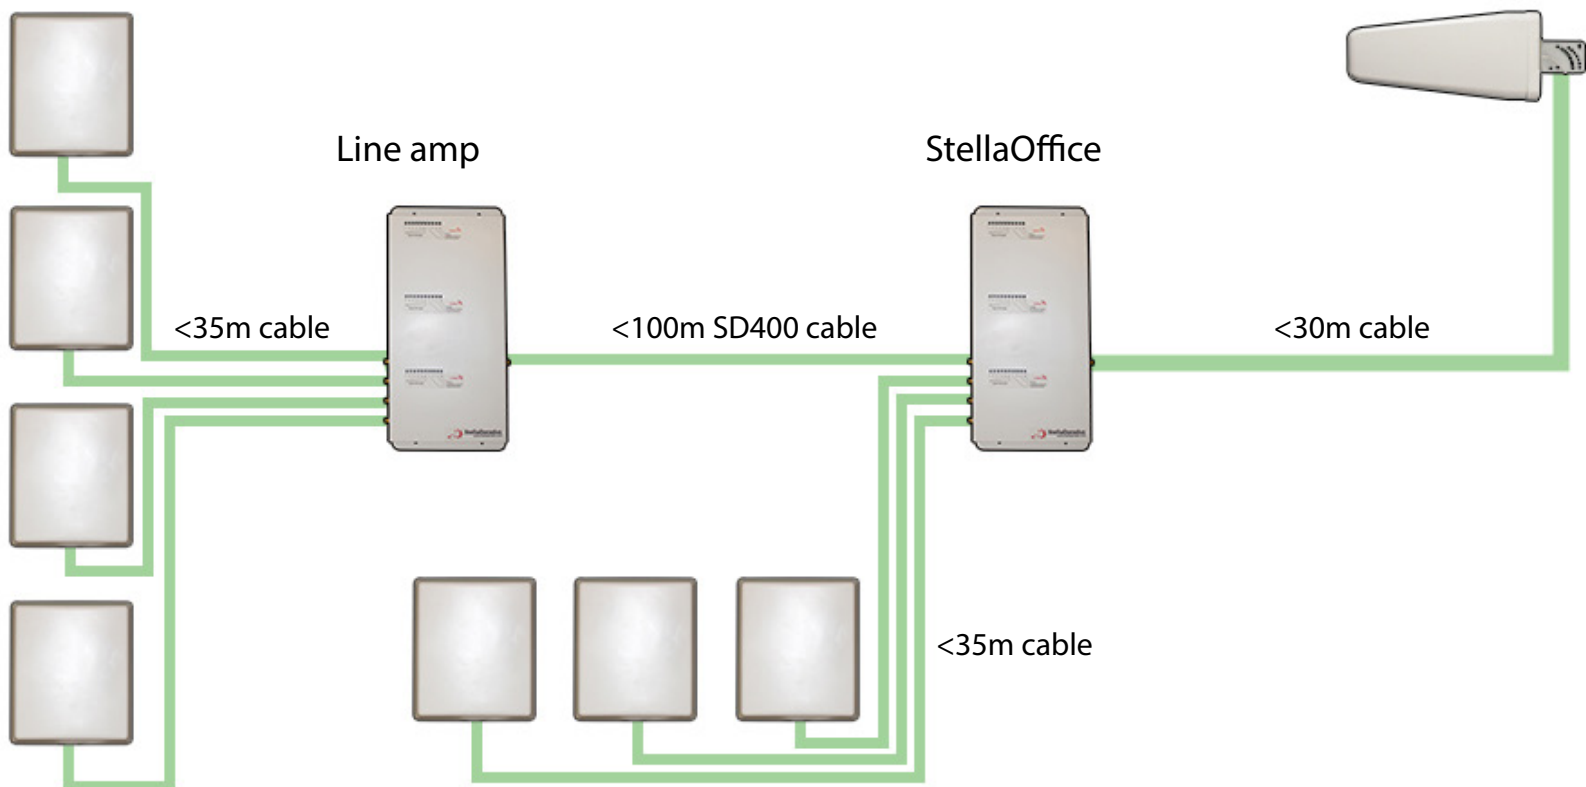 Line amp
StellaOffice
<35m cable
<100m SD400 cable
<30m cable
<35m cable